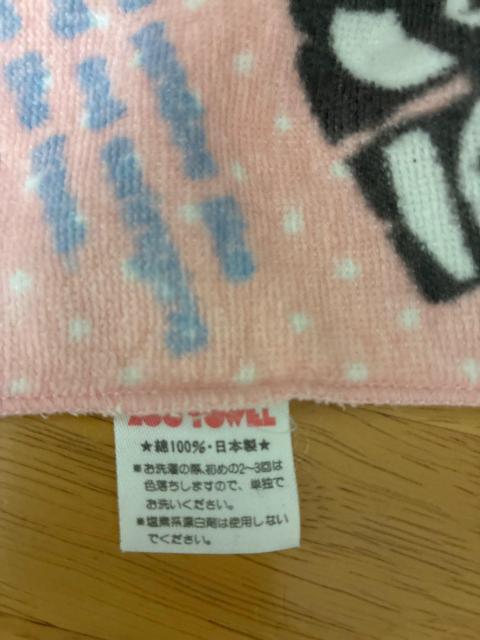 ZOO TOWEL
★綿100%・日本製★
※お洗濯の際、初めの2~3回は
色落ちしますので、単独で
お洗いください。
※塩素系漂白剤は使用しない
でください。